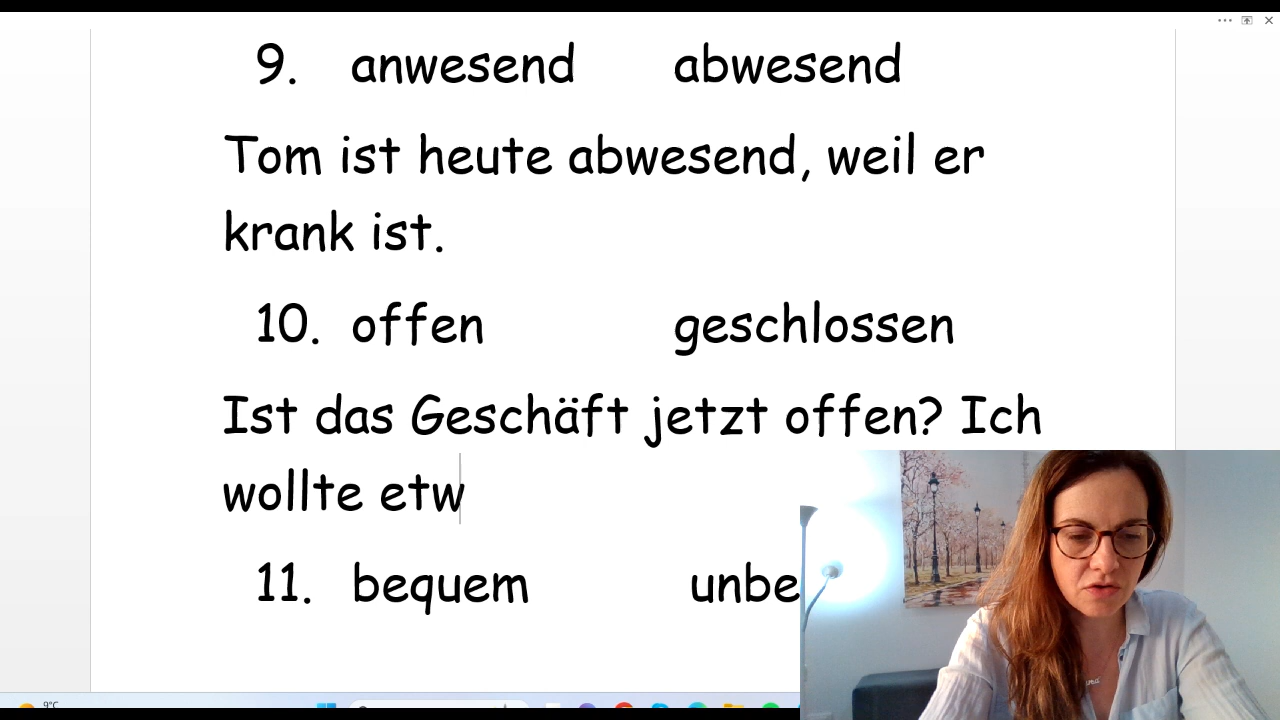 9. anwesend abwesend
Tom ist heute abwesend, weil er
krank ist.
10. offen geschlossen
Ist das Geschäft jetzt offen? Ich
wollte etw
11. bequem unbe
9°C